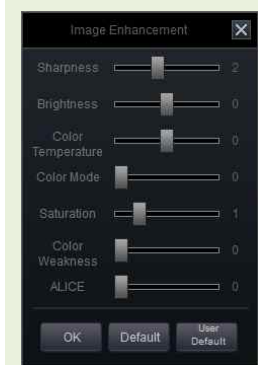 Image Enhancement
Sharpness 2
Brightness 0
Color
Temperature 0
Color Mode 0
Saturation 1
Color
Weakness 0
ALICE 0
OK Default User
Default